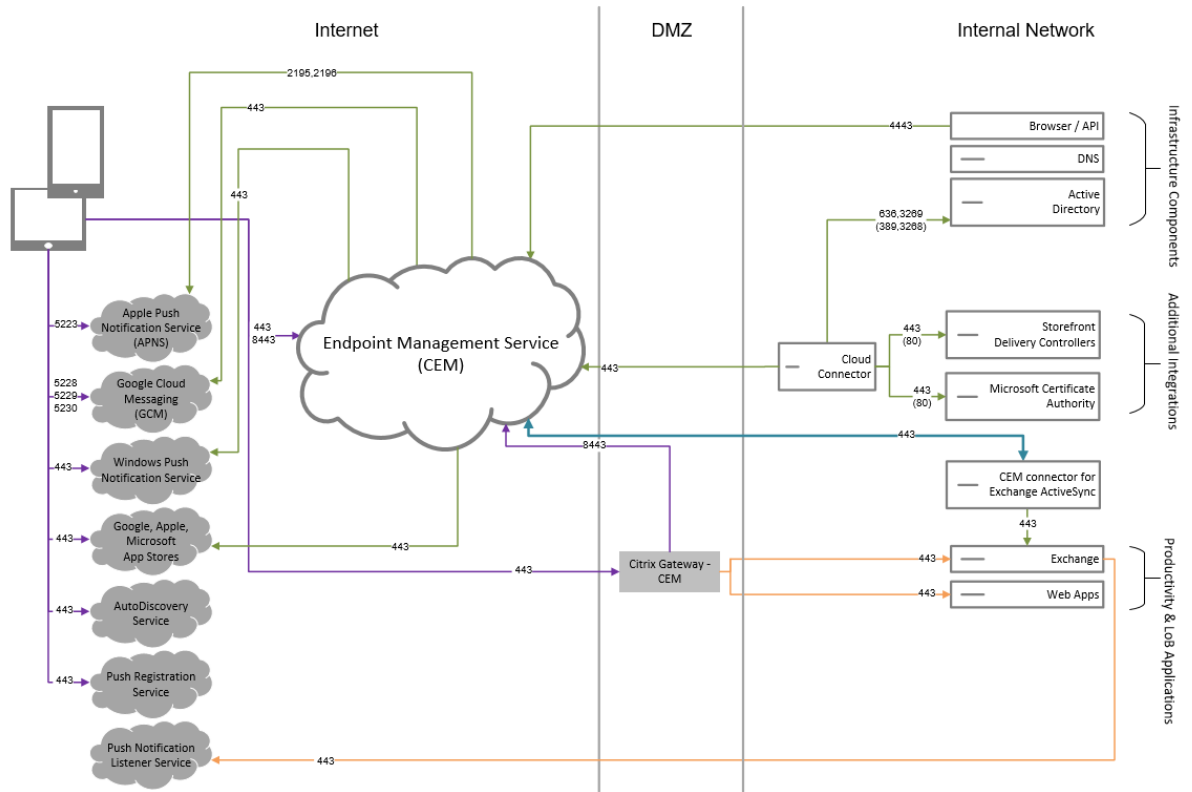 Internet
DMZ
Internal Network
2195,2196
443
443
4443
Browser / API
DNS
Active
Directory
636,3269
(389,3268)
Infrastructure Components
5223
Apple Push
Notification Service
(APNS)
443
8443
Endpoint Management Service
(CEM)
443
Cloud
Connector
443
(80)
Storefront
Delivery Controllers
443
(80)
Microsoft Certificate
Authority
Additional Integrations
5228
5229
5230
Google Cloud
Messaging
(GCM)
443
8443
443
Windows Push
Notification Service
CEM connector for
Exchange ActiveSync
443
443
Google, Apple,
Microsoft
App Stores
443
443
Citrix Gateway -
CEM
443
Exchange
443
Web Apps
Productivity & LoB Applications
443
AutoDiscovery
Service
443
Push Registration
Service
Push Notification
Listener Service
443